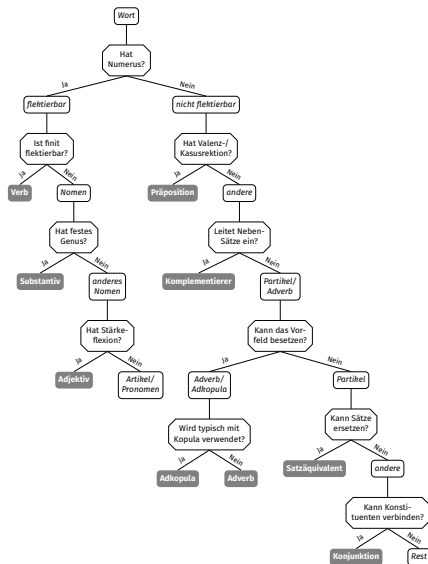 Wort
Hat
Numerus?
Ja
Nein
flektierbar
nicht flektierbar
Ist finit
flektierbar?
Hat Valenz-/
Kasusrektion?
Ja
Nein
Ja
Nein
Verb
Nomen
Präposition
andere
Hat festes
Genus?
Leitet Neben-
Sätze ein?
Ja
Nein
Ja
Nein
Substantiv
anderes
Nomen
Komplementierer
Partikel/
Adverb
Hat Stärke-
flexion?
Kann das Vor-
feld besetzen?
Ja
Nein
Ja
Nein
Adjektiv
Artikel/
Pronomen
Adverb/
Adkopula
Partikel
Wird typisch mit
Kopula verwendet?
Kann Sätze
ersetzen?
Ja
Nein
Ja
Nein
Adkopula
Adverb
Satzäquivalent
andere
Kann Konsti-
tuenten verbinden?
Ja
Nein
Konjunktion
Rest